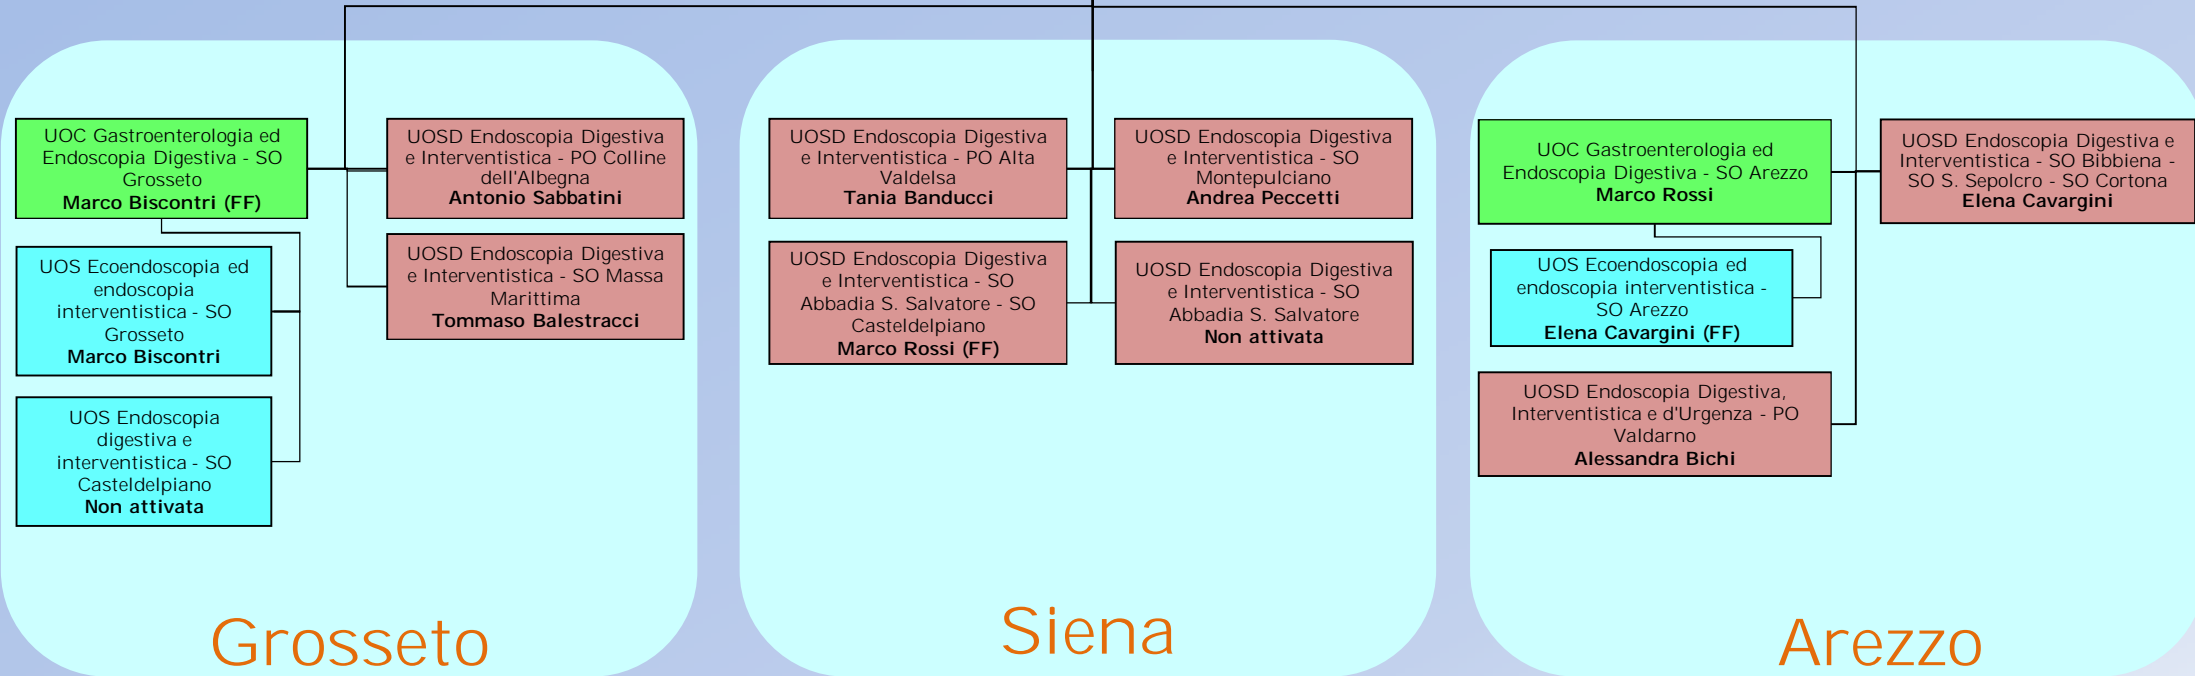 UOC Gastroenterologia ed
Endoscopia Digestiva - SO
Grosseto
Marco Biscontri (FF)
UOS Ecoendoscopia ed
endoscopia
interventistica - SO
Grosseto
Marco Biscontri
UOS Endoscopia
digestiva e
interventistica - SO
Casteldelpiano
Non attivata
UOSD Endoscopia Digestiva
e Interventistica - PO Colline
dell'Albegna
Antonio Sabbatini
UOSD Endoscopia Digestiva
e Interventistica - SO Massa
Marittima
Tommaso Balestracci
Grosseto
UOSD Endoscopia Digestiva
e Interventistica - PO Alta
Valdelsa
Tania Banducci
UOSD Endoscopia Digestiva
e Interventistica - SO
Montepulciano
Andrea Peccetti
UOSD Endoscopia Digestiva
e Interventistica - SO
Abbadia S. Salvatore - SO
Casteldelpiano
Marco Rossi (FF)
UOSD Endoscopia Digestiva
e Interventistica - SO
Abbadia S. Salvatore
Non attivata
Siena
UOC Gastroenterologia ed
Endoscopia Digestiva - SO Arezzo
Marco Rossi
UOSD Endoscopia Digestiva e
Interventistica - SO Bibbiena -
SO S. Sepolcro - SO Cortona
Elena Cavargini
UOS Ecoendoscopia ed
endoscopia interventistica -
SO Arezzo
Elena Cavargini (FF)
UOSD Endoscopia Digestiva,
Interventistica e d'Urgenza - PO
Valdarno
Alessandra Bichi
Arezzo